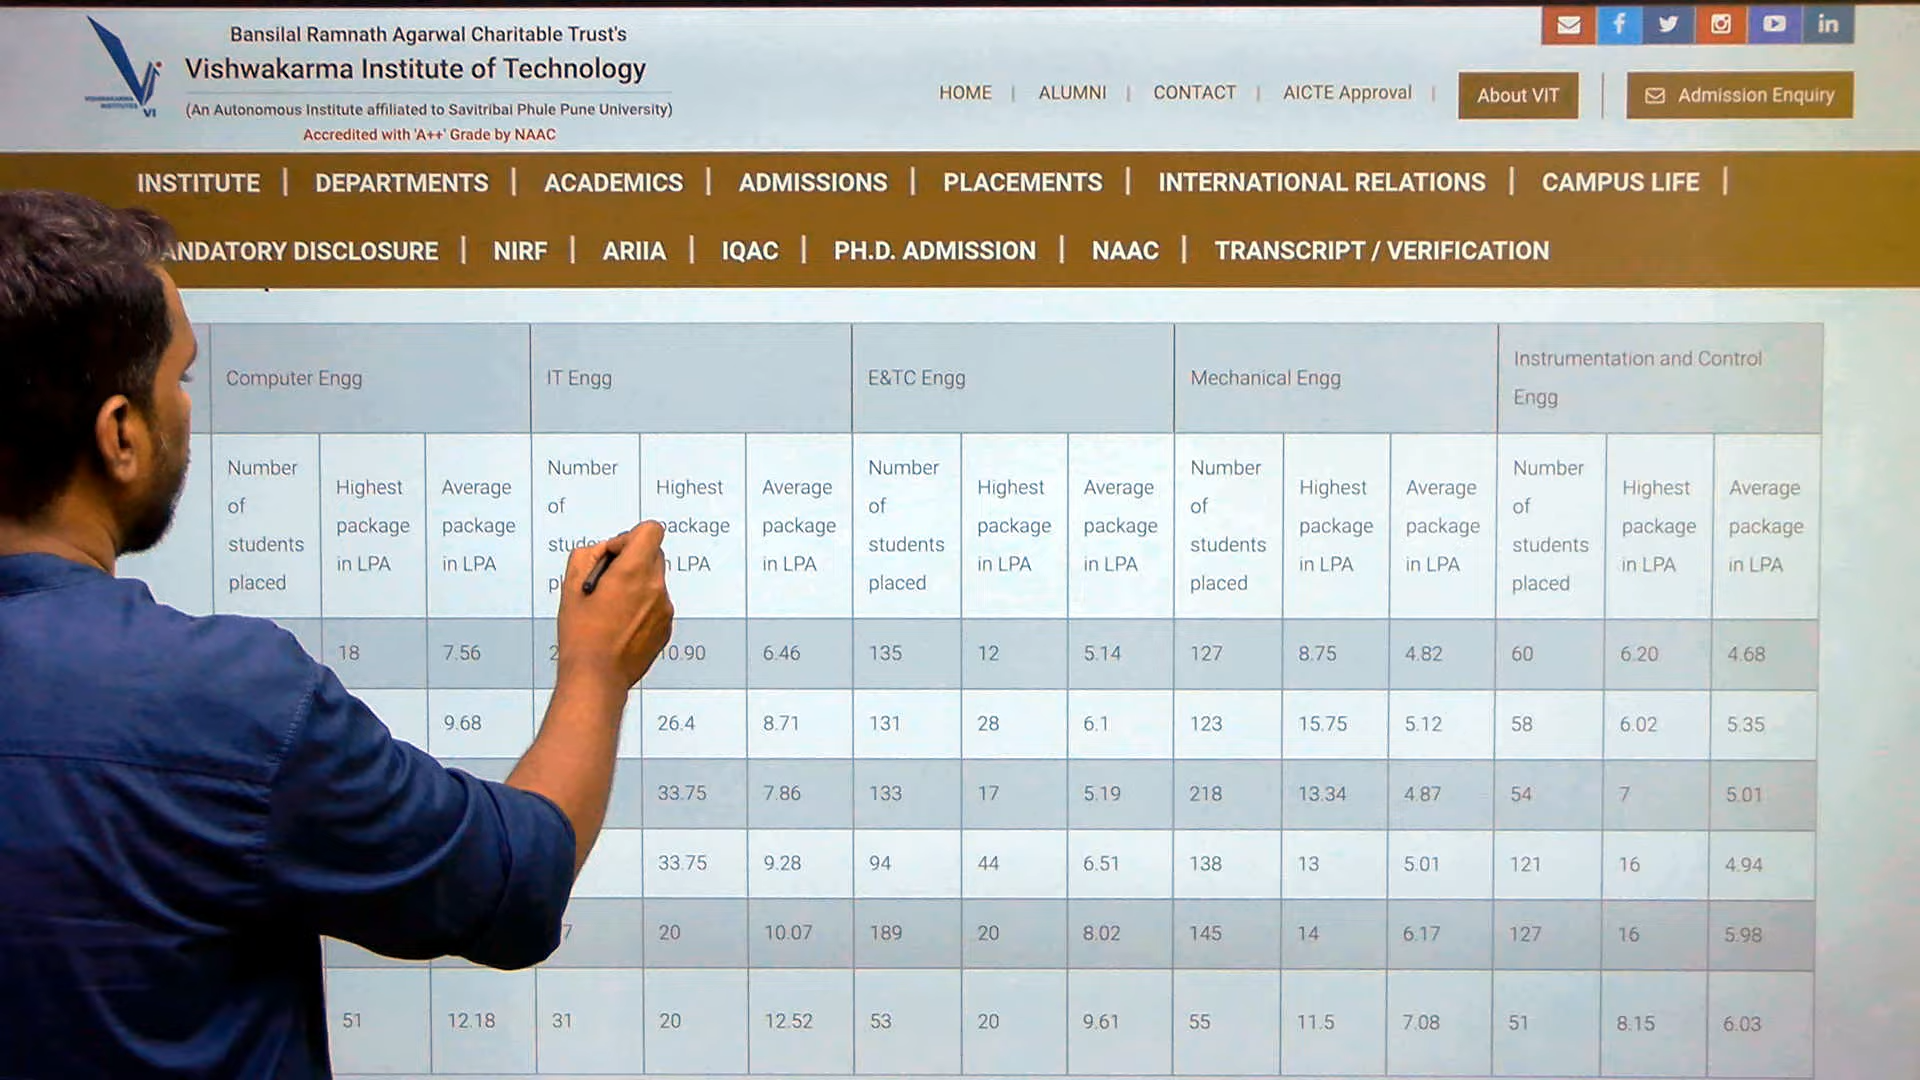 Bansilal Ramnath Agarwal Charitable Trust's
Vishwakarma Institute of Technology
(An Autonomous Institute affiliated to Savitribai Phule Pune University)
Accredited with 'A++' Grade by NAAC
VISHWAKARMA INSTITUTES
VI
HOME | ALUMNI | CONTACT | AICTE Approval |
About VIT
Admission Enquiry
INSTITUTE | DEPARTMENTS | ACADEMICS | ADMISSIONS | PLACEMENTS | INTERNATIONAL RELATIONS | CAMPUS LIFE |
ANDATORY DISCLOSURE | NIRF | ARIIA | IQAC | PH.D. ADMISSION | NAAC | TRANSCRIPT / VERIFICATION
Computer Engg IT Engg E&TC Engg Mechanical Engg Instrumentation and Control
Engg
Number of students placed Highest package in LPA Average package in LPA Number of Highest package LPA Average package in LPA Number of students placed Highest package in LPA Average package in LPA Number of students placed Highest package in LPA Average package in LPA Number of students placed Highest package in LPA Average package in LPA
18 7.56 10.90 6.46 135 12 5.14 127 8.75 4.82 60 6.20 4.68
9.68 26.4 8.71 131 28 6.1 123 15.75 5.12 58 6.02 5.35
33.75 7.86 133 17 5.19 218 13.34 4.87 54 7 5.01
33.75 9.28 94 44 6.51 138 13 5.01 121 16 4.94
7 20 10.07 189 20 8.02 145 14 6.17 127 16 5.98
51 12.18 31 20 12.52 53 20 9.61 55 11.5 7.08 51 8.15 6.03